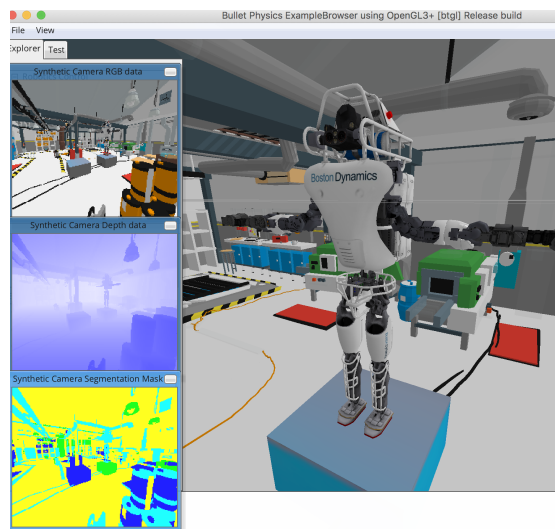 Bullet Physics ExampleBrowser using OpenGL3+ [btgl] Release build
File View
Explorer Test
Synthetic Camera RGB data
Synthetic Camera Depth data
Synthetic Camera Segmentation Mask
Boston Dynamics